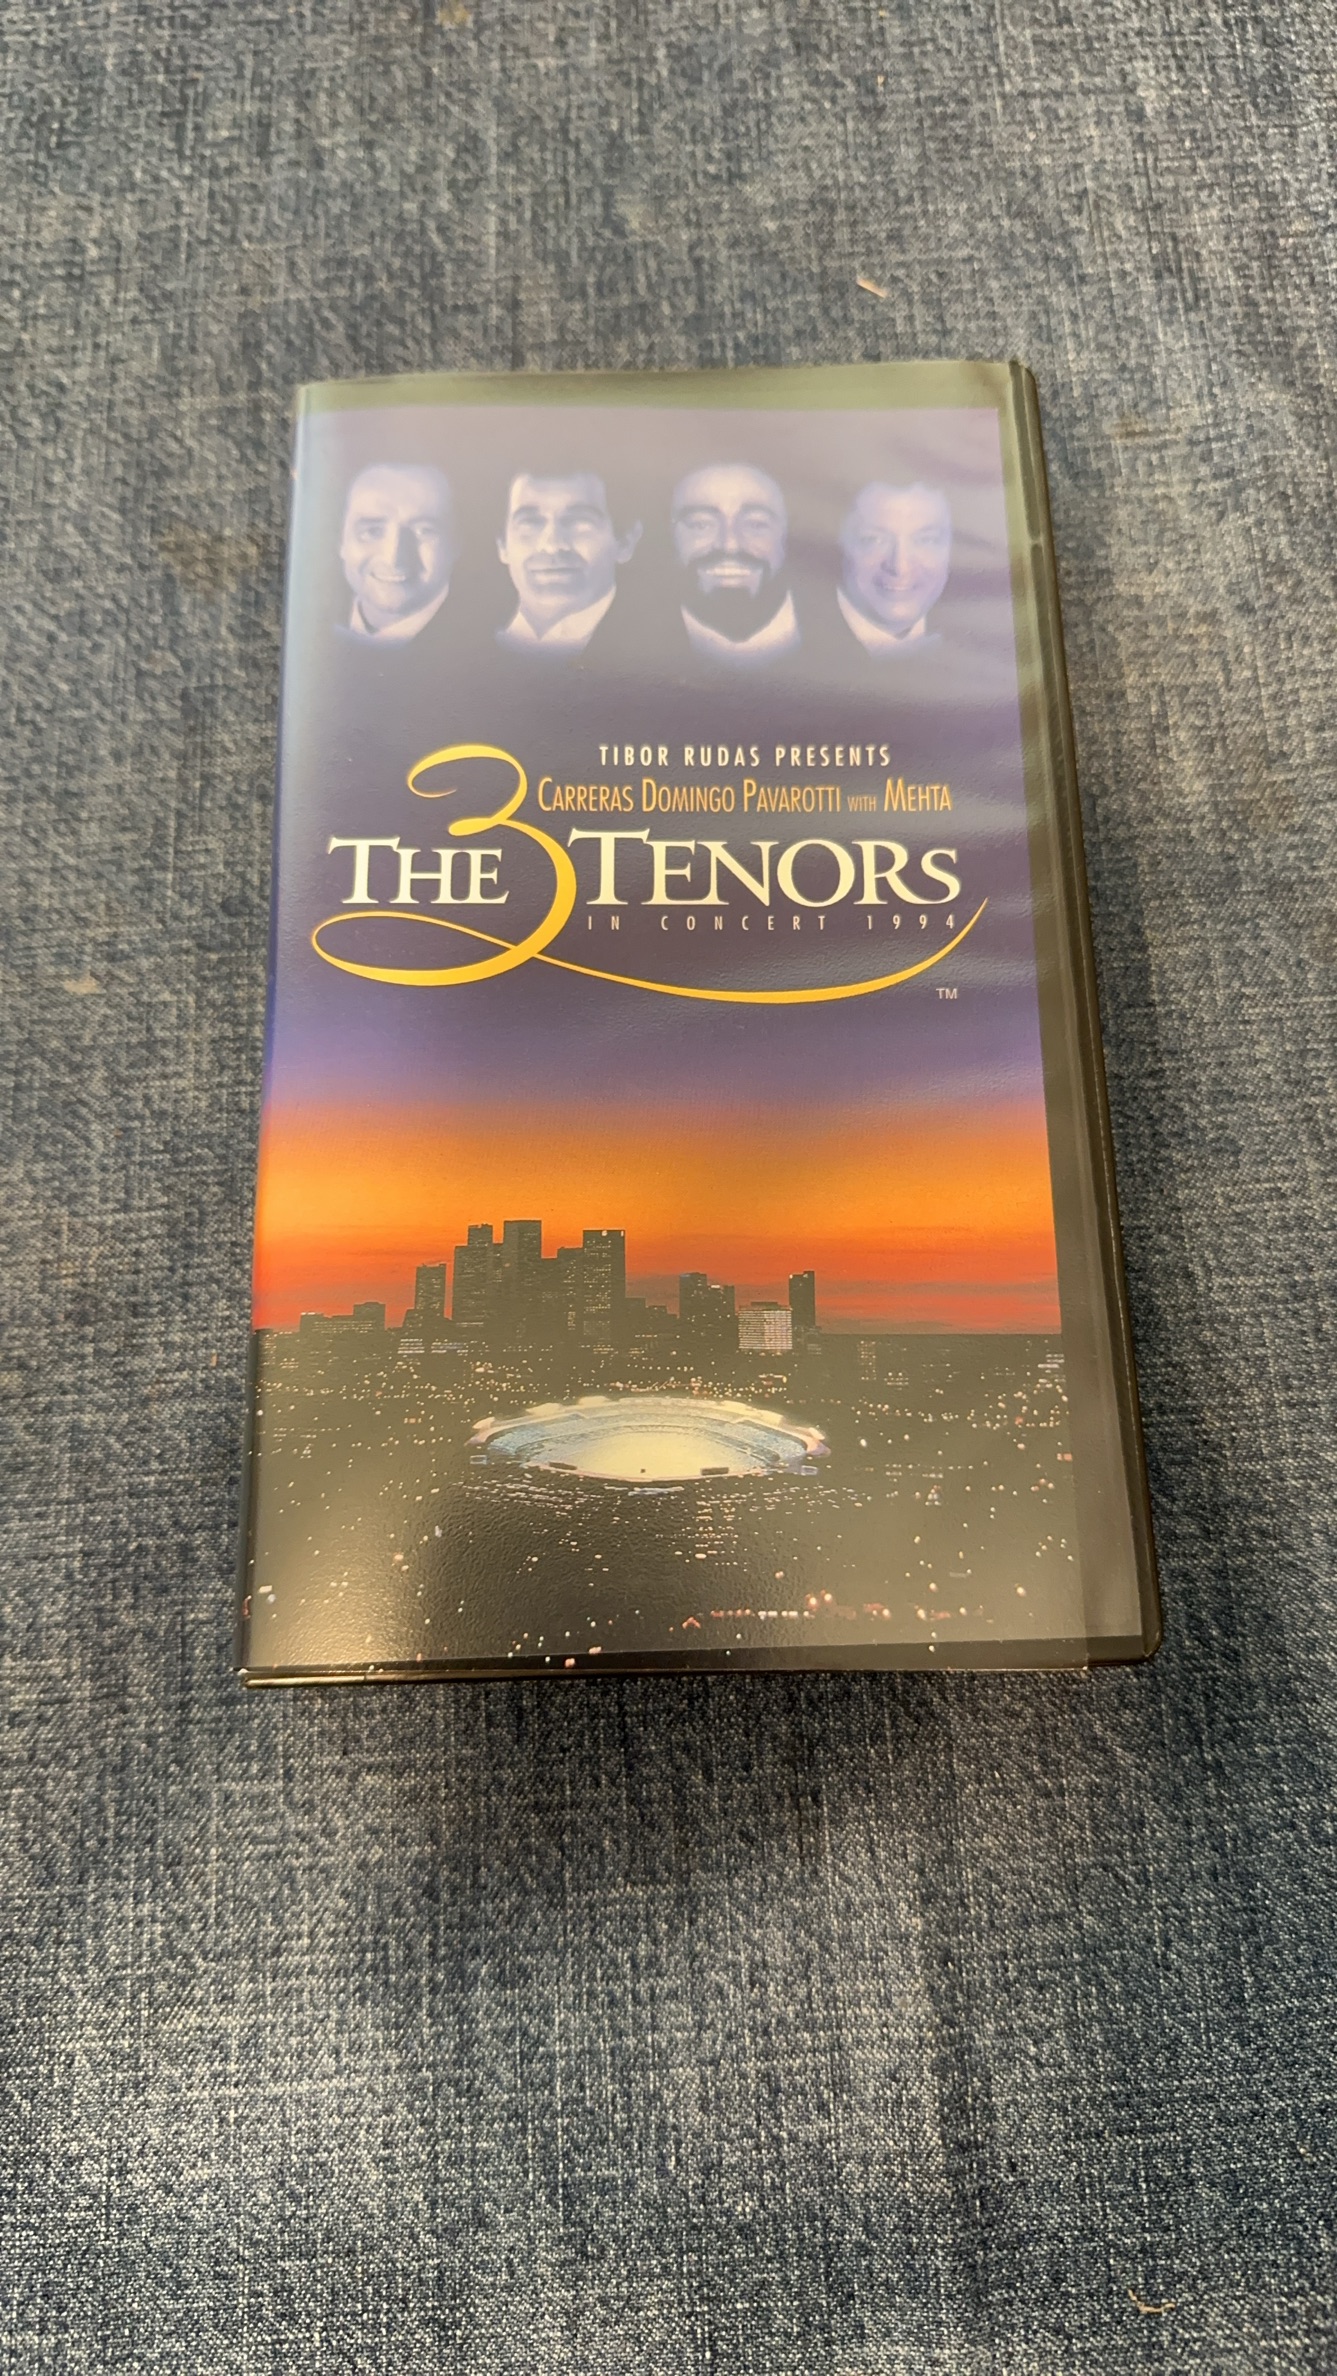 TIBOR RUDAS PRESENTS
CARRERAS DOMINGO PAVAROTTI WITH MEHTA
THE 3 TENORS
IN CONCERT 1994
TM